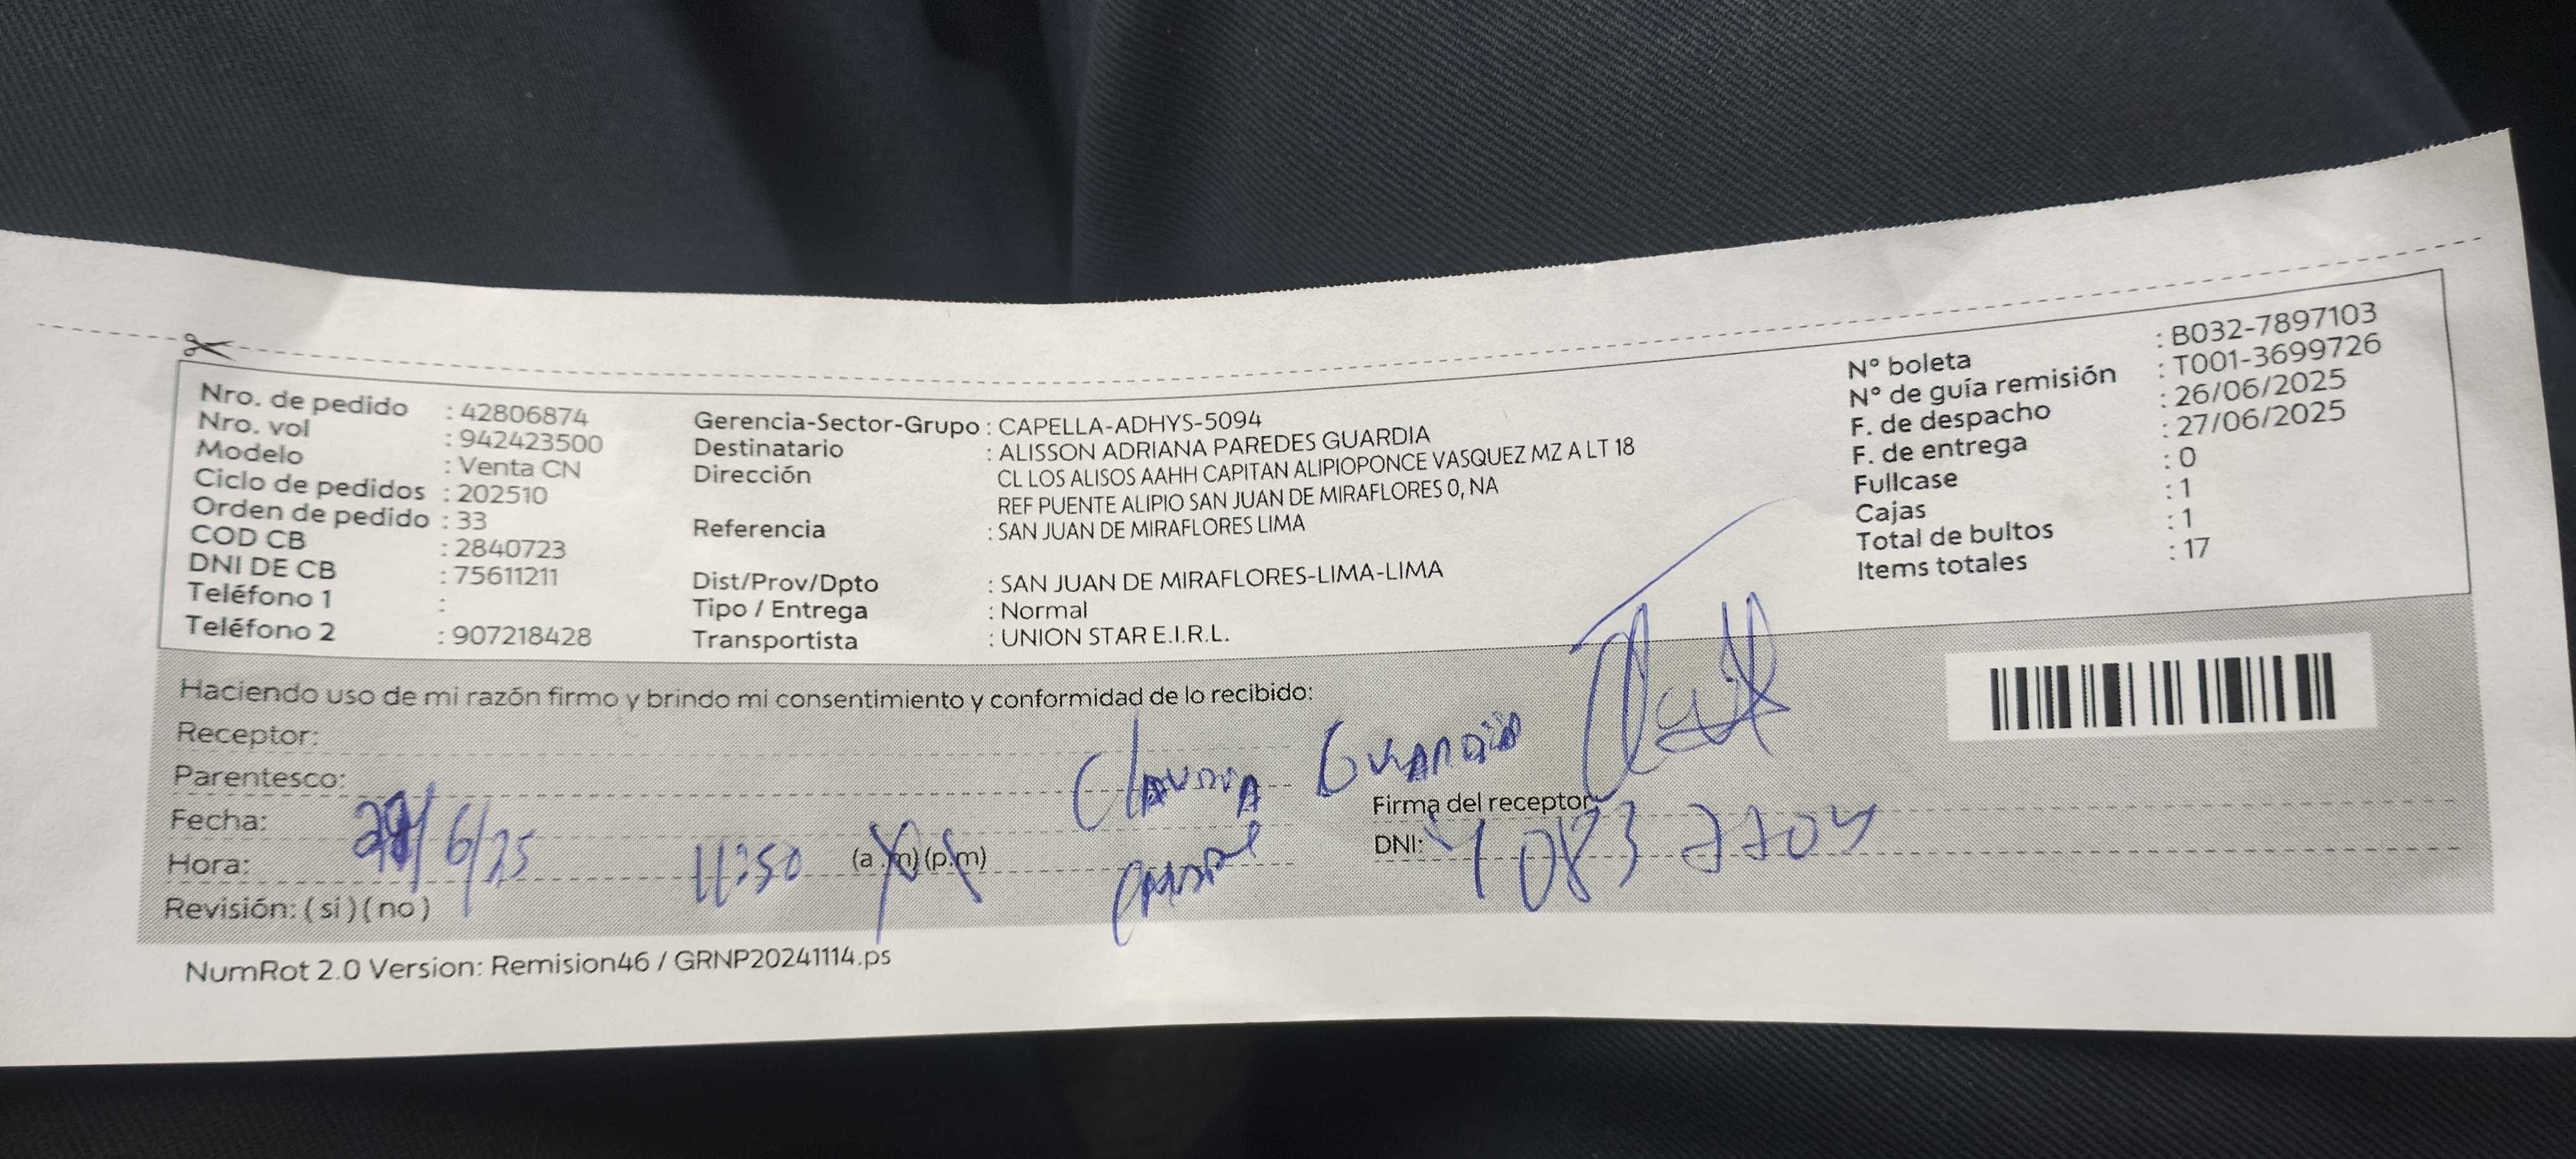 Nro. de pedido : 42806874
Nro. vol : 942423500
Modelo : Venta CN
Ciclo de pedidos : 202510
Orden de pedido : 33
COD CB : 2840723
DNI DE CB : 75611211
Teléfono 1 :
Teléfono 2 : 907218428
Gerencia-Sector-Grupo : CAPELLA-ADHYS-5094
Destinatario : ALISSON ADRIANA PAREDES GUARDIA
Dirección CL LOS ALISOS AAHH CAPITAN ALIPIOPONCE VASQUEZ MZ A LT 18
REF PUENTE ALIPIO SAN JUAN DE MIRAFLORES 0, NA
Referencia : SAN JUAN DE MIRAFLORES LIMA
Dist/Prov/Dpto : SAN JUAN DE MIRAFLORES-LIMA-LIMA
Tipo / Entrega : Normal
Transportista : UNION STAR E.I.R.L.
N° boleta : B032-7897103
N° de guía remisión : T001-3699726
F. de despacho : 26/06/2025
F. de entrega : 27/06/2025
Fullcase : 0
Cajas : 1
Total de bultos : 1
Items totales : 17
Haciendo uso de mi razón firmo y brindo mi consentimiento y conformidad de lo recibido:
Receptor:
Claudia Guardia
Parentesco:
Firma del receptor
Fecha: 27/6/25
Hora: 11:50 (a.m)(p.m)
DNI: 40837704
Revisión: (si)(no)
NumRot 2.0 Version: Remision46 / GRNP20241114.ps